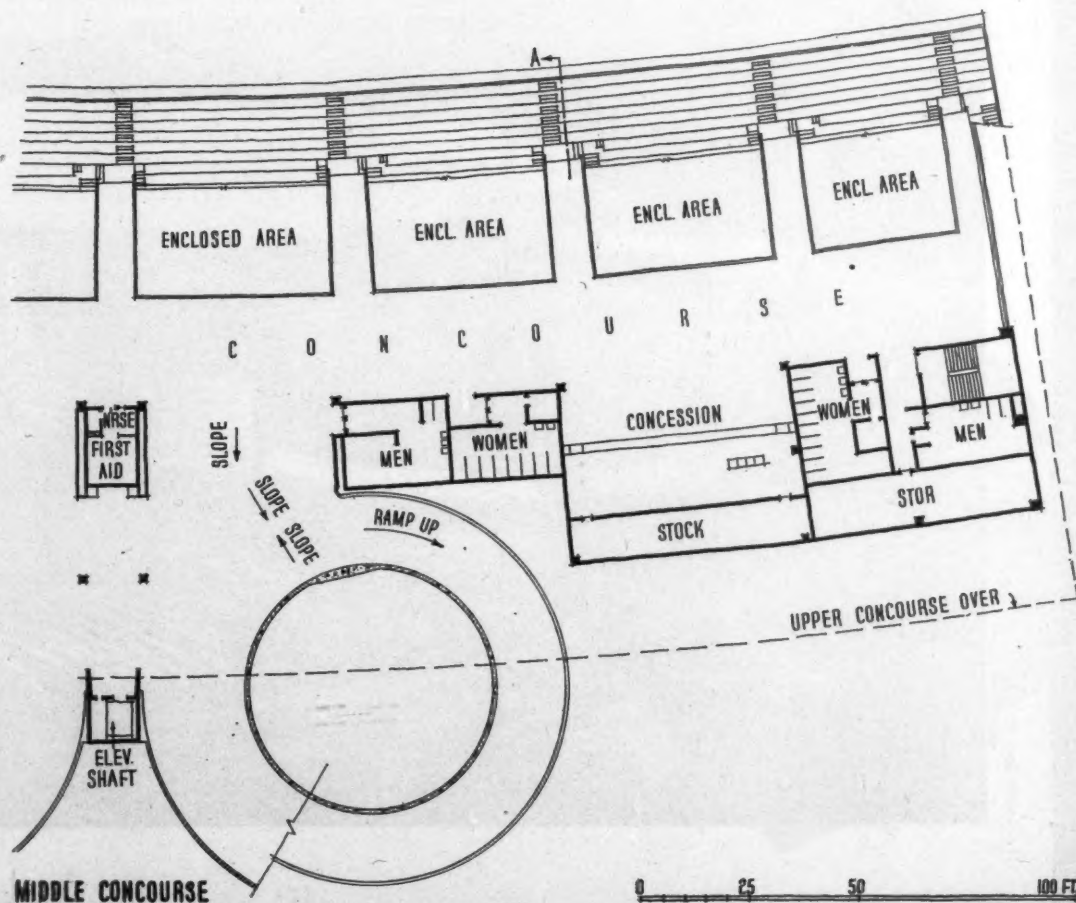 A
ENCLOSED AREA
ENCL. AREA
ENCL. AREA
ENCL. AREA
CONCOURSE
NRSE
FIRST
AID
SLOPE
SLOPE
SLOPE
RAMP UP
MEN
WOMEN
CONCESSION
STOCK
WOMEN
MEN
STOR
UPPER CONCOURSE OVER
ELEV.
SHAFT
MIDDLE CONCOURSE
0 25 50 100 FT